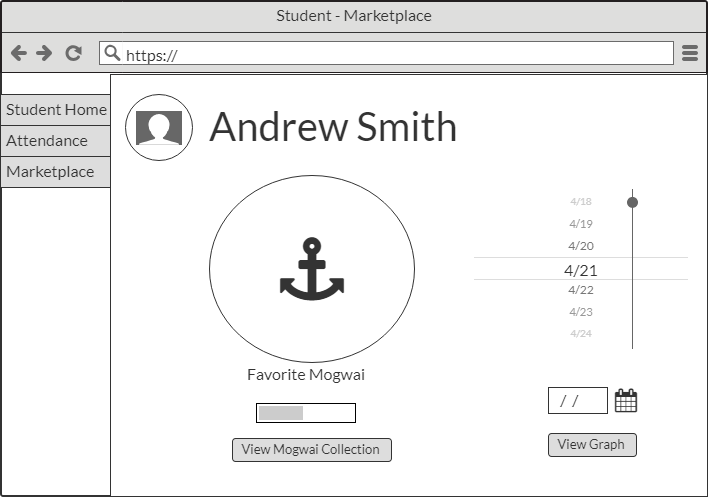 Student - Marketplace
https://
Student Home
Attendance
Marketplace
Andrew Smith
Favorite Mogwai
View Mogwai Collection
4/18
4/19
4/20
4/21
4/22
4/23
4/24
/ /
View Graph